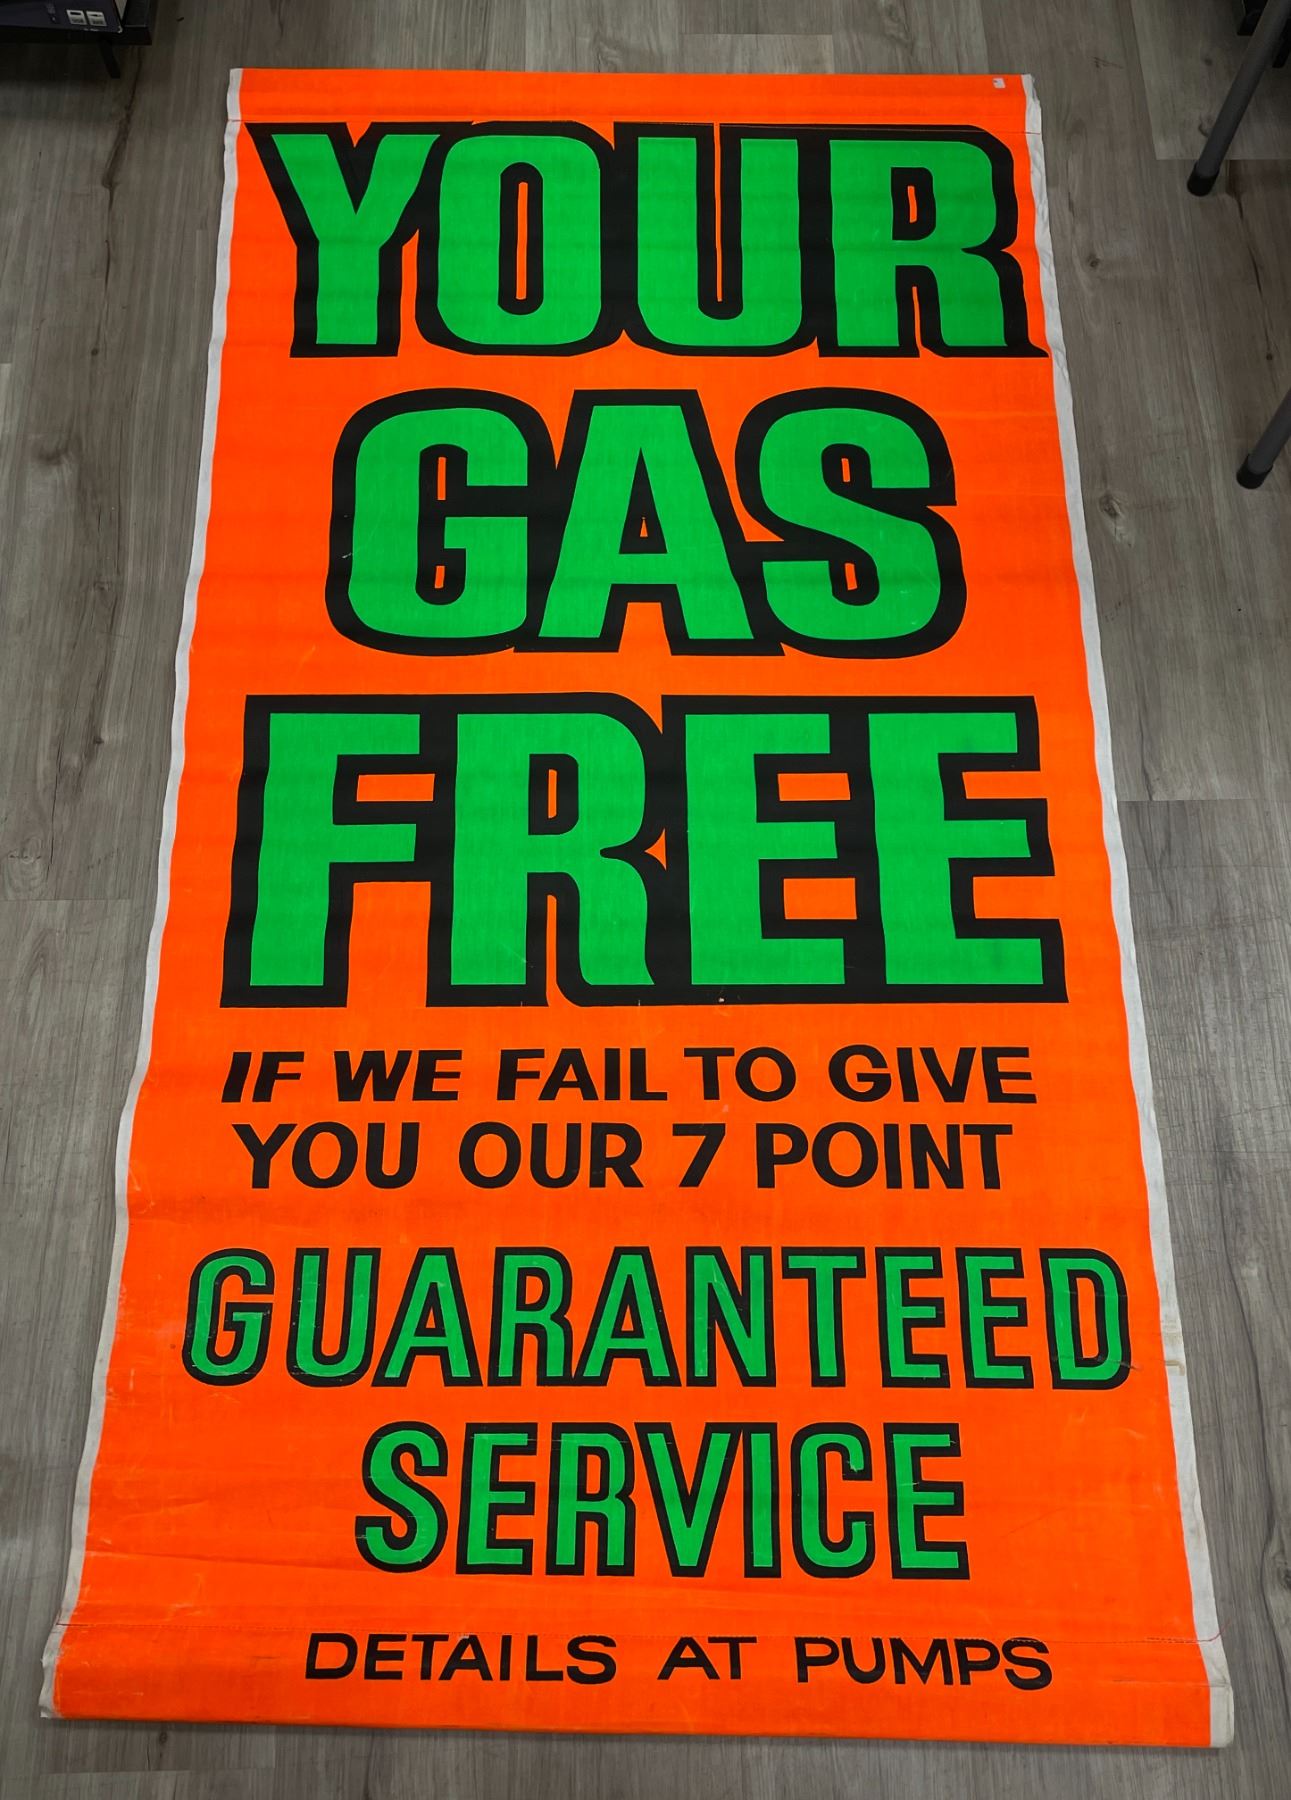 YOUR
GAS
FREE
IF WE FAIL TO GIVE
YOU OUR 7 POINT
GUARANTEED
SERVICE
DETAILS AT PUMPS